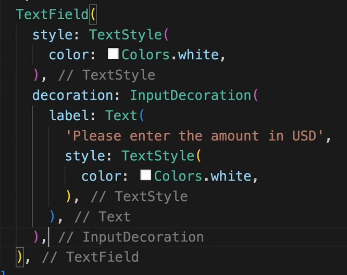 TextField(
style: TextStyle(
color: Colors.white,
), // TextStyle
decoration: InputDecoration(
label: Text(
'Please enter the amount in USD',
style: TextStyle(
color: Colors.white,
), // TextStyle
), // Text
), // InputDecoration
), // TextField